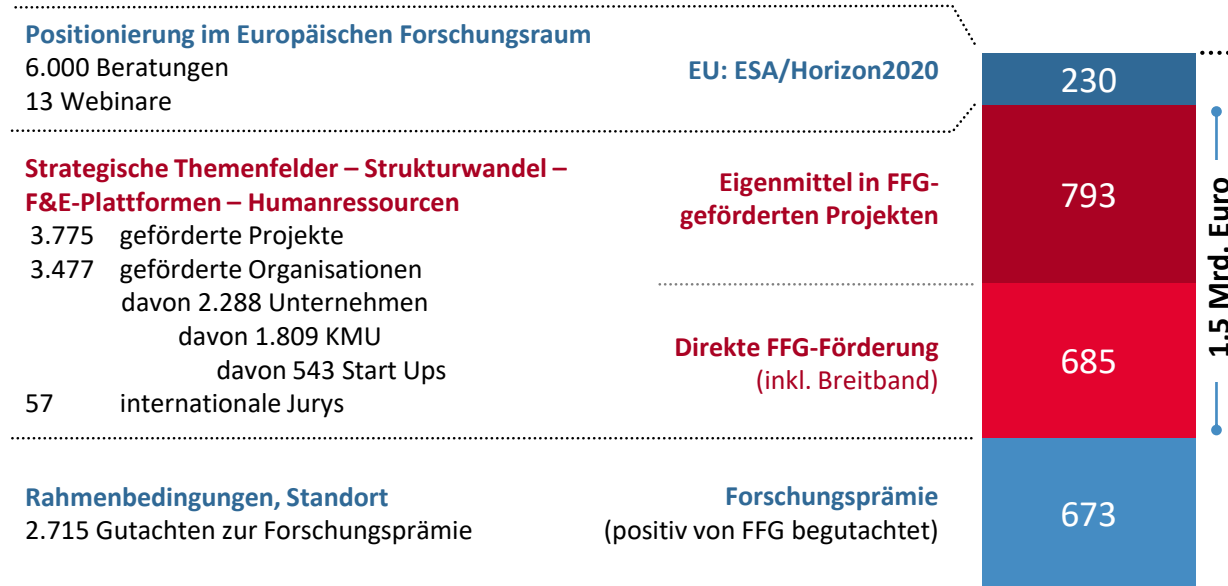 Positionierung im Europäischen Forschungsraum
6.000 Beratungen
13 Webinare
EU: ESA/Horizon2020
230
Strategische Themenfelder – Strukturwandel –
F&E-Plattformen – Humanressourcen
3.775 geförderte Projekte
3.477 geförderte Organisationen
davon 2.288 Unternehmen
davon 1.809 KMU
davon 543 Start Ups
57 internationale Jurys
Eigenmittel in FFG-
geförderten Projekten
793
Direkte FFG-Förderung
(inkl. Breitband)
685
1.5 Mrd. Euro
Rahmenbedingungen, Standort
2.715 Gutachten zur Forschungsprämie
Forschungsprämie
(positiv von FFG begutachtet)
673